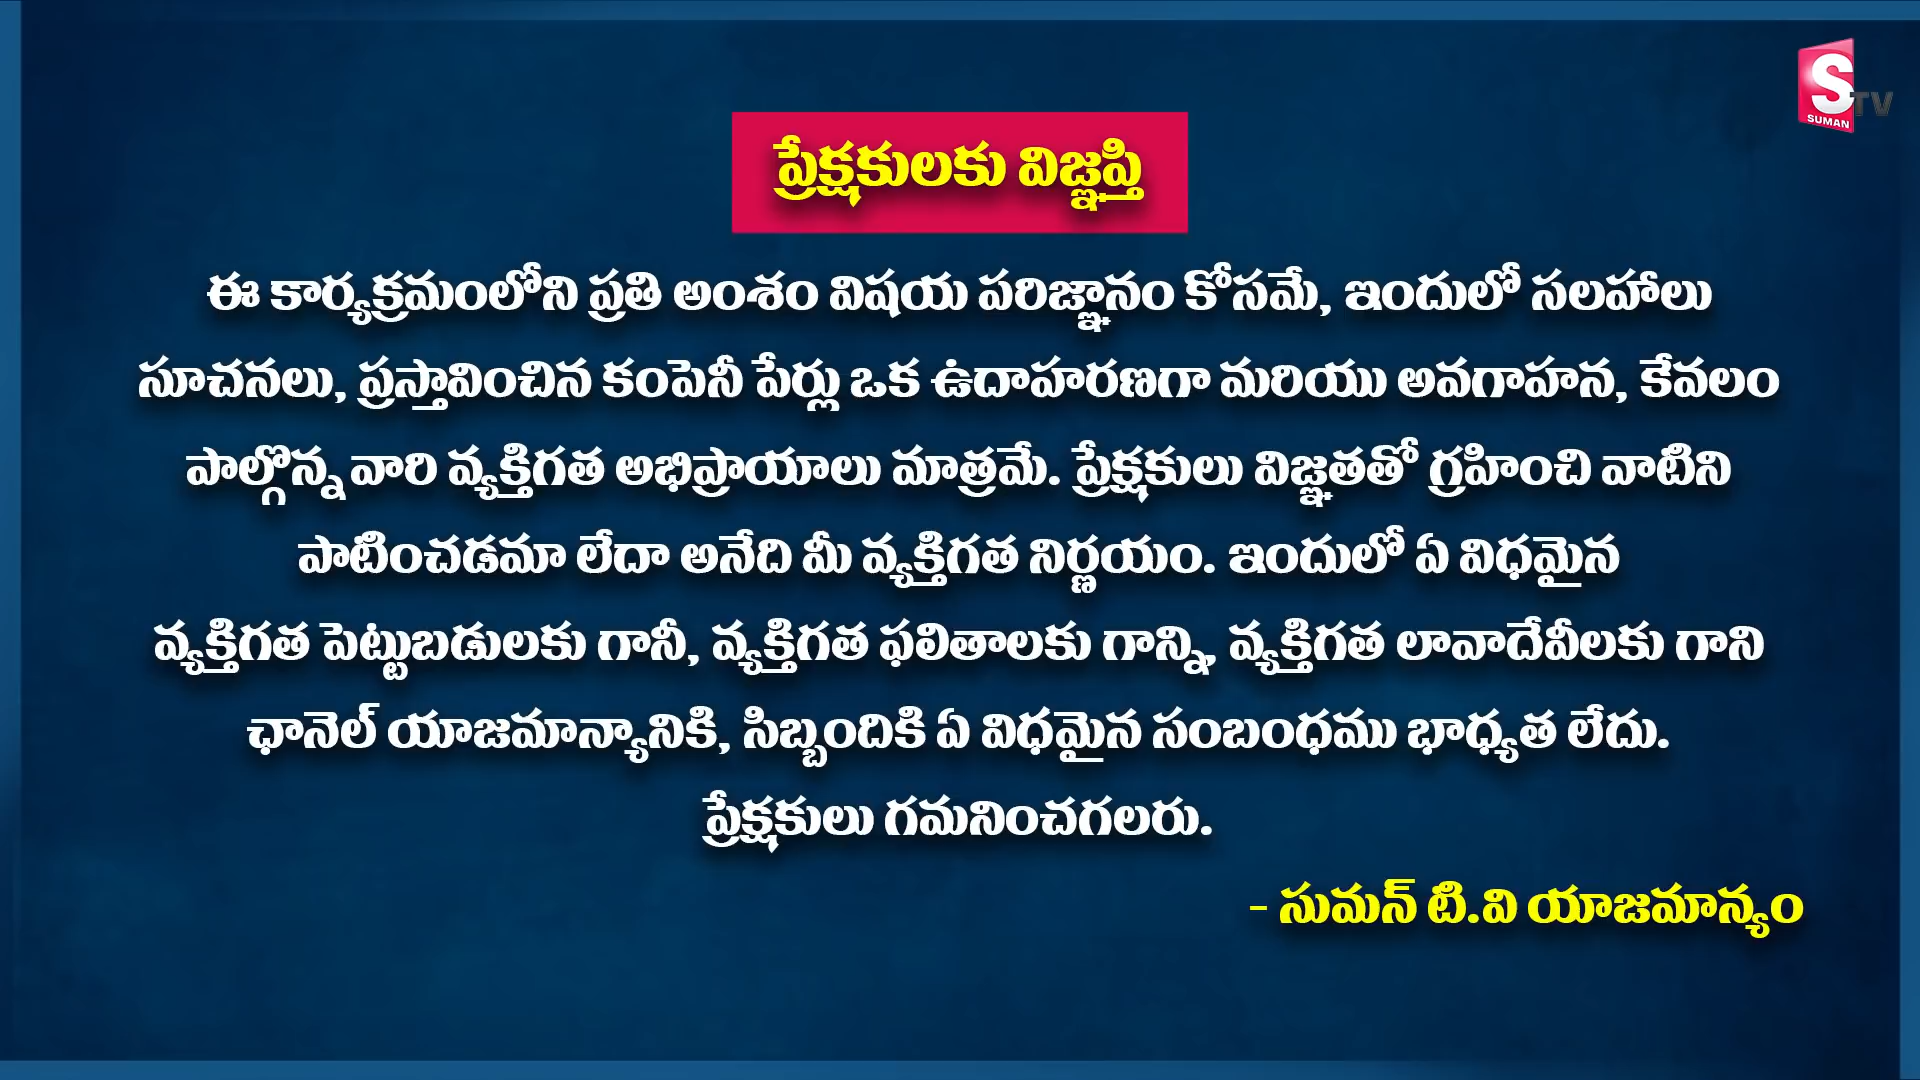 S
SUMAN
TV
ప్రేక్షకులకు విజ్ఞప్తి
ఈ కార్యక్రమంలోని ప్రతి అంశం విషయ పరిజ్ఞానం కోసమే, ఇందులో సలహాలు
సూచనలు, ప్రస్తావించిన కంపెనీ పేర్లు ఒక ఉదాహరణగా మరియు అవగాహన, కేవలం
పాల్గొన్న వారి వ్యక్తిగత అభిప్రాయాలు మాత్రమే. ప్రేక్షకులు విజ్ఞతతో గ్రహించి వాటిని
పాటించడమా లేదా అనేది మీ వ్యక్తిగత నిర్ణయం. ఇందులో ఏ విధమైన
వ్యక్తిగత పెట్టుబడులకు గానీ, వ్యక్తిగత ఫలితాలకు గాన్ని, వ్యక్తిగత లావాదేవీలకు గాని
ఛానెల్ యాజమాన్యానికి, సిబ్బందికి ఏ విధమైన సంబంధము భాధ్యత లేదు.
ప్రేక్షకులు గమనించగలరు.
- సుమన్ టి.వి యాజమాన్యం